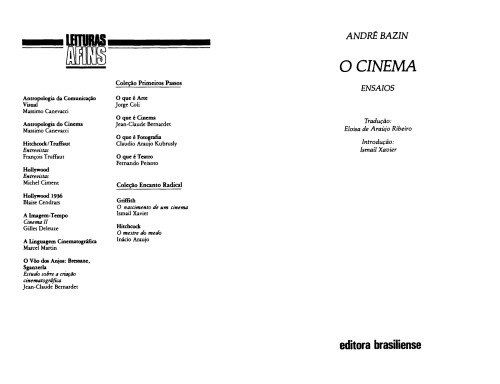 LEITURAS
AFINS
Antropologia da Comunicação
Visual
Massimo Canevacci
Antropologia do Cinema
Massimo Canevacci
Hitchcock/Truffaut
Entrevistas
François Truffaut
Hollywood
Entrevistas
Michel Ciment
Hollywood 1936
Blaise Cendrars
A Imagem-Tempo
Cinema II
Gilles Deleuze
A Linguagem Cinematográfica
Marcel Martin
O Vôo dos Anjos: Bressane,
Sganzerla
Estudo sobre a criação
cinematográfica
Jean-Claude Bernardet
Coleção Primeiros Passos
O que é Arte
Jorge Coli
O que é Cinema
Jean-Claude Bernardet
O que é Fotografia
Claudio Araujo Kubrusly
O que é Teatro
Fernando Peixoto
Coleção Encanto Radical
Griffith
O nascimento de um cinema
Ismail Xavier
Hitchcock
O mestre do medo
Inácio Araujo
ANDRÉ BAZIN
O CINEMA
ENSAIOS
Tradução:
Eloisa de Araújo Ribeiro
Introdução:
Ismail Xavier
editora brasiliense